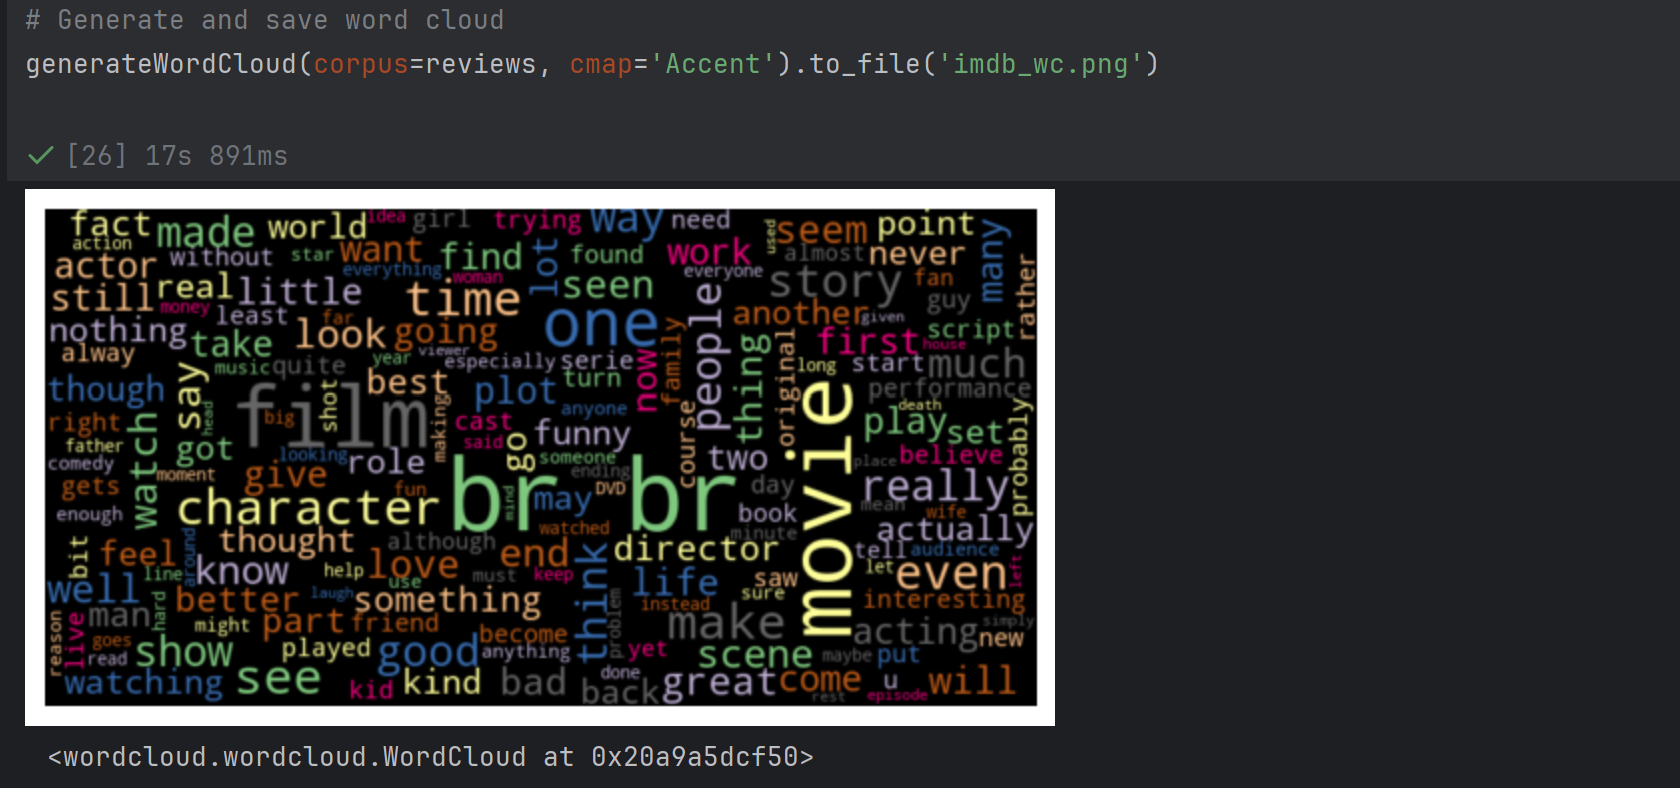 # Generate and save word cloud
generateWordCloud(corpus=reviews, cmap='Accent').to_file('imdb_wc.png')
[26] 17s 891ms
fact made world idea girl trying way need used seem point many
action without star want find lot found work almost never
actor everything woman seen everyone story fan rather
still real little time people guy
money least far one another given
nothing look going family first script
alway take music quite year viewer especially serie now thing original long start house much
though say best plot turn performance
right head film big shot making cast anyone course movie death play set probably
father watch got looking said go funny someone two place believe
comedy moment give role ending day really
gets fun br br mind may DVD book mean wife
enough character watched minute actually
bit feel around thought although end director tell audience
well line know help love use must keep think life saw let even left
man hard better laugh something instead sure interesting
reason live might part friend problem make acting simply new
goes show played become yet
read good anything scene maybe put
watching see kid kind bad done back great come u will
rest episode
<wordcloud.wordcloud.WordCloud at 0x20a9a5dcf50>